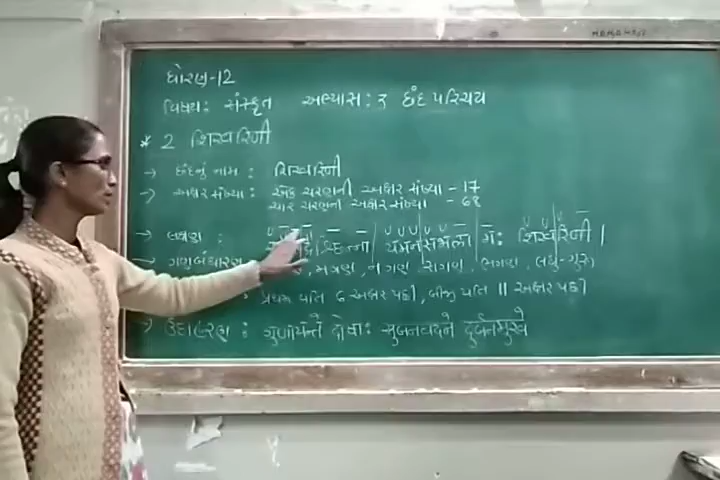 ધોરણ-12
વિષય: સંસ્કૃત અભ્યાસ: ૨ છંદ પરિચય
* 2 શિખરિણી
→ છંદનું નામ : શિખરિણી
→ અક્ષર સંખ્યા : એક ચરણની અક્ષર સંખ્યા - 17
ચાર ચરણની અક્ષર સંખ્યા - ૬૮
→ લક્ષણ : યમનસભલા ગ: શિખરિણી |
→ ગણબંધારણ , મગણ , નગણ , સગણ , ભગણ , લઘુ-ગુરુ
: પ્રથમ યતિ ૬ અક્ષર પછી , બીજી યતિ 11 અક્ષર પછી
→ ઉદાહરણ : ગુણાયન્તે દોષા: સુજનવદને દુર્જનમુખે